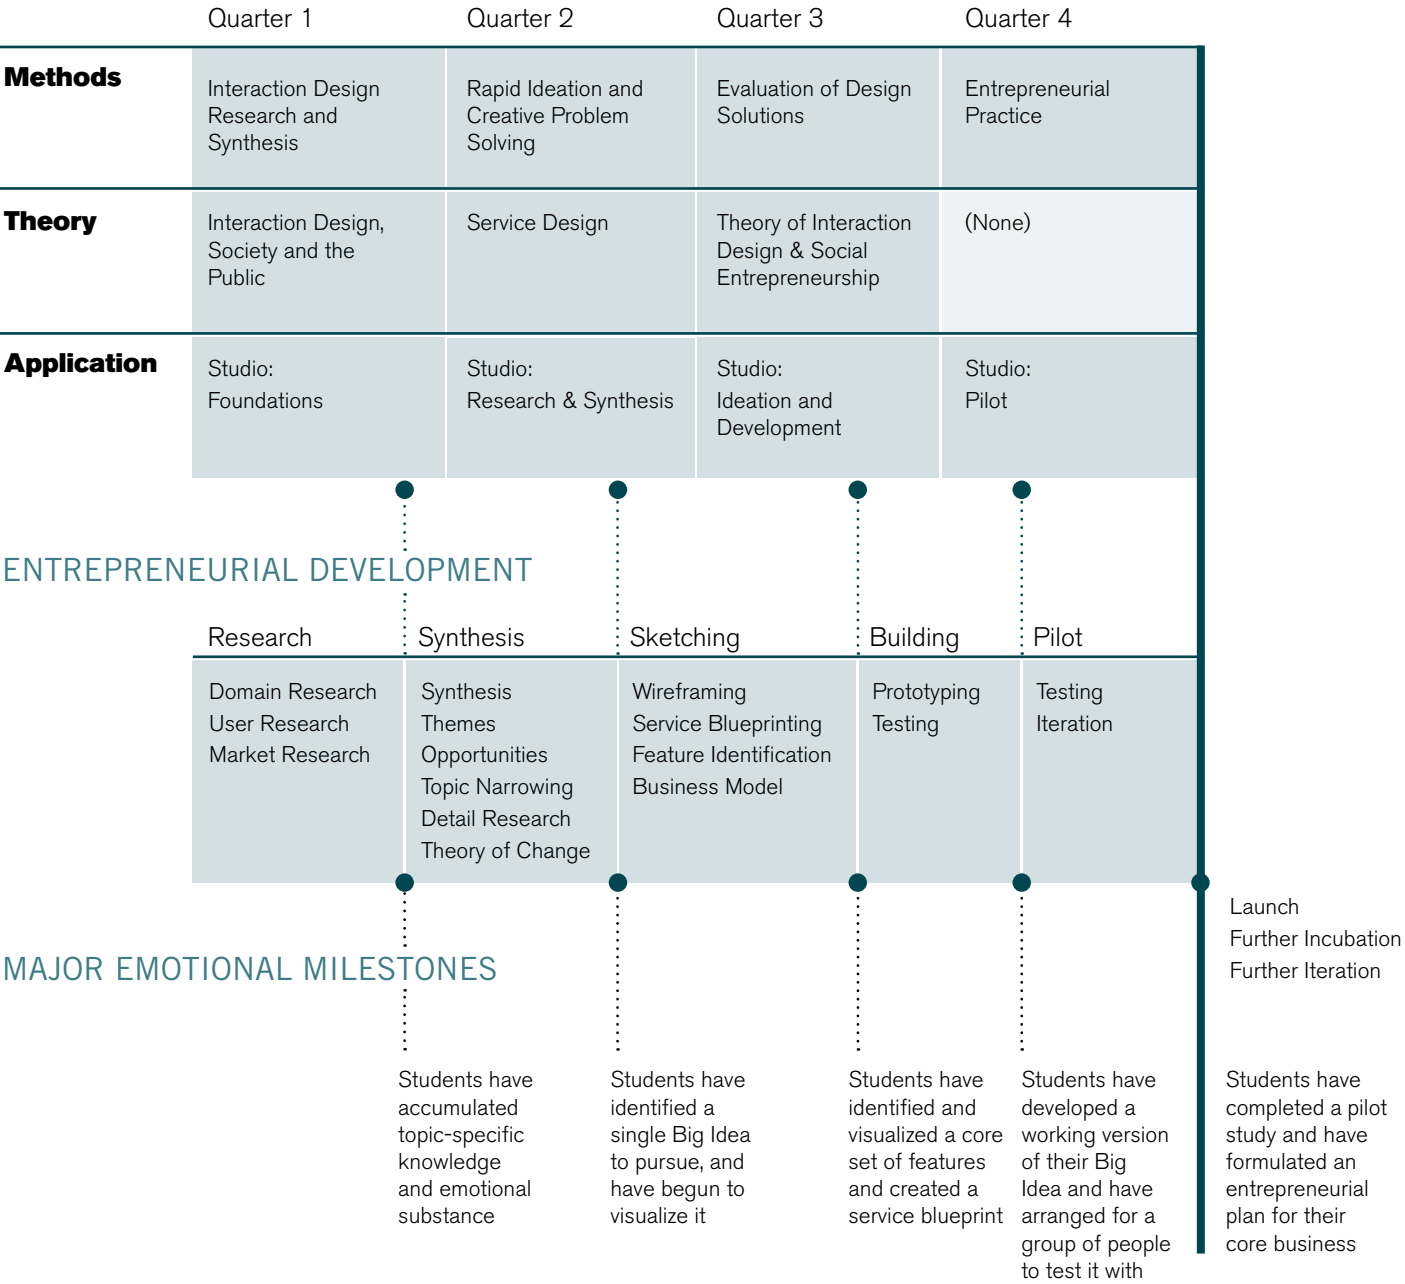 Quarter 1
Quarter 2
Quarter 3
Quarter 4
Methods
Interaction Design
Research and
Synthesis
Rapid Ideation and
Creative Problem
Solving
Evaluation of Design
Solutions
Entrepreneurial
Practice
Theory
Interaction Design,
Society and the
Public
Service Design
Theory of Interaction
Design & Social
Entrepreneurship
(None)
Application
Studio:
Foundations
Studio:
Research & Synthesis
Studio:
Ideation and
Development
Studio:
Pilot
ENTREPRENEURIAL DEVELOPMENT
Research
Synthesis
Sketching
Building
Pilot
Domain Research
User Research
Market Research
Synthesis
Themes
Opportunities
Topic Narrowing
Detail Research
Theory of Change
Wireframing
Service Blueprinting
Feature Identification
Business Model
Prototyping
Testing
Testing
Iteration
Launch
Further Incubation
Further Iteration
MAJOR EMOTIONAL MILESTONES
Students have
accumulated
topic-specific
knowledge
and emotional
substance
Students have
identified a
single Big Idea
to pursue, and
have begun to
visualize it
Students have
identified and
visualized a core
set of features
and created a
service blueprint
Students have
developed a
working version
of their Big
Idea and have
arranged for a
group of people
to test it with
Students have
completed a pilot
study and have
formulated an
entrepreneurial
plan for their
core business